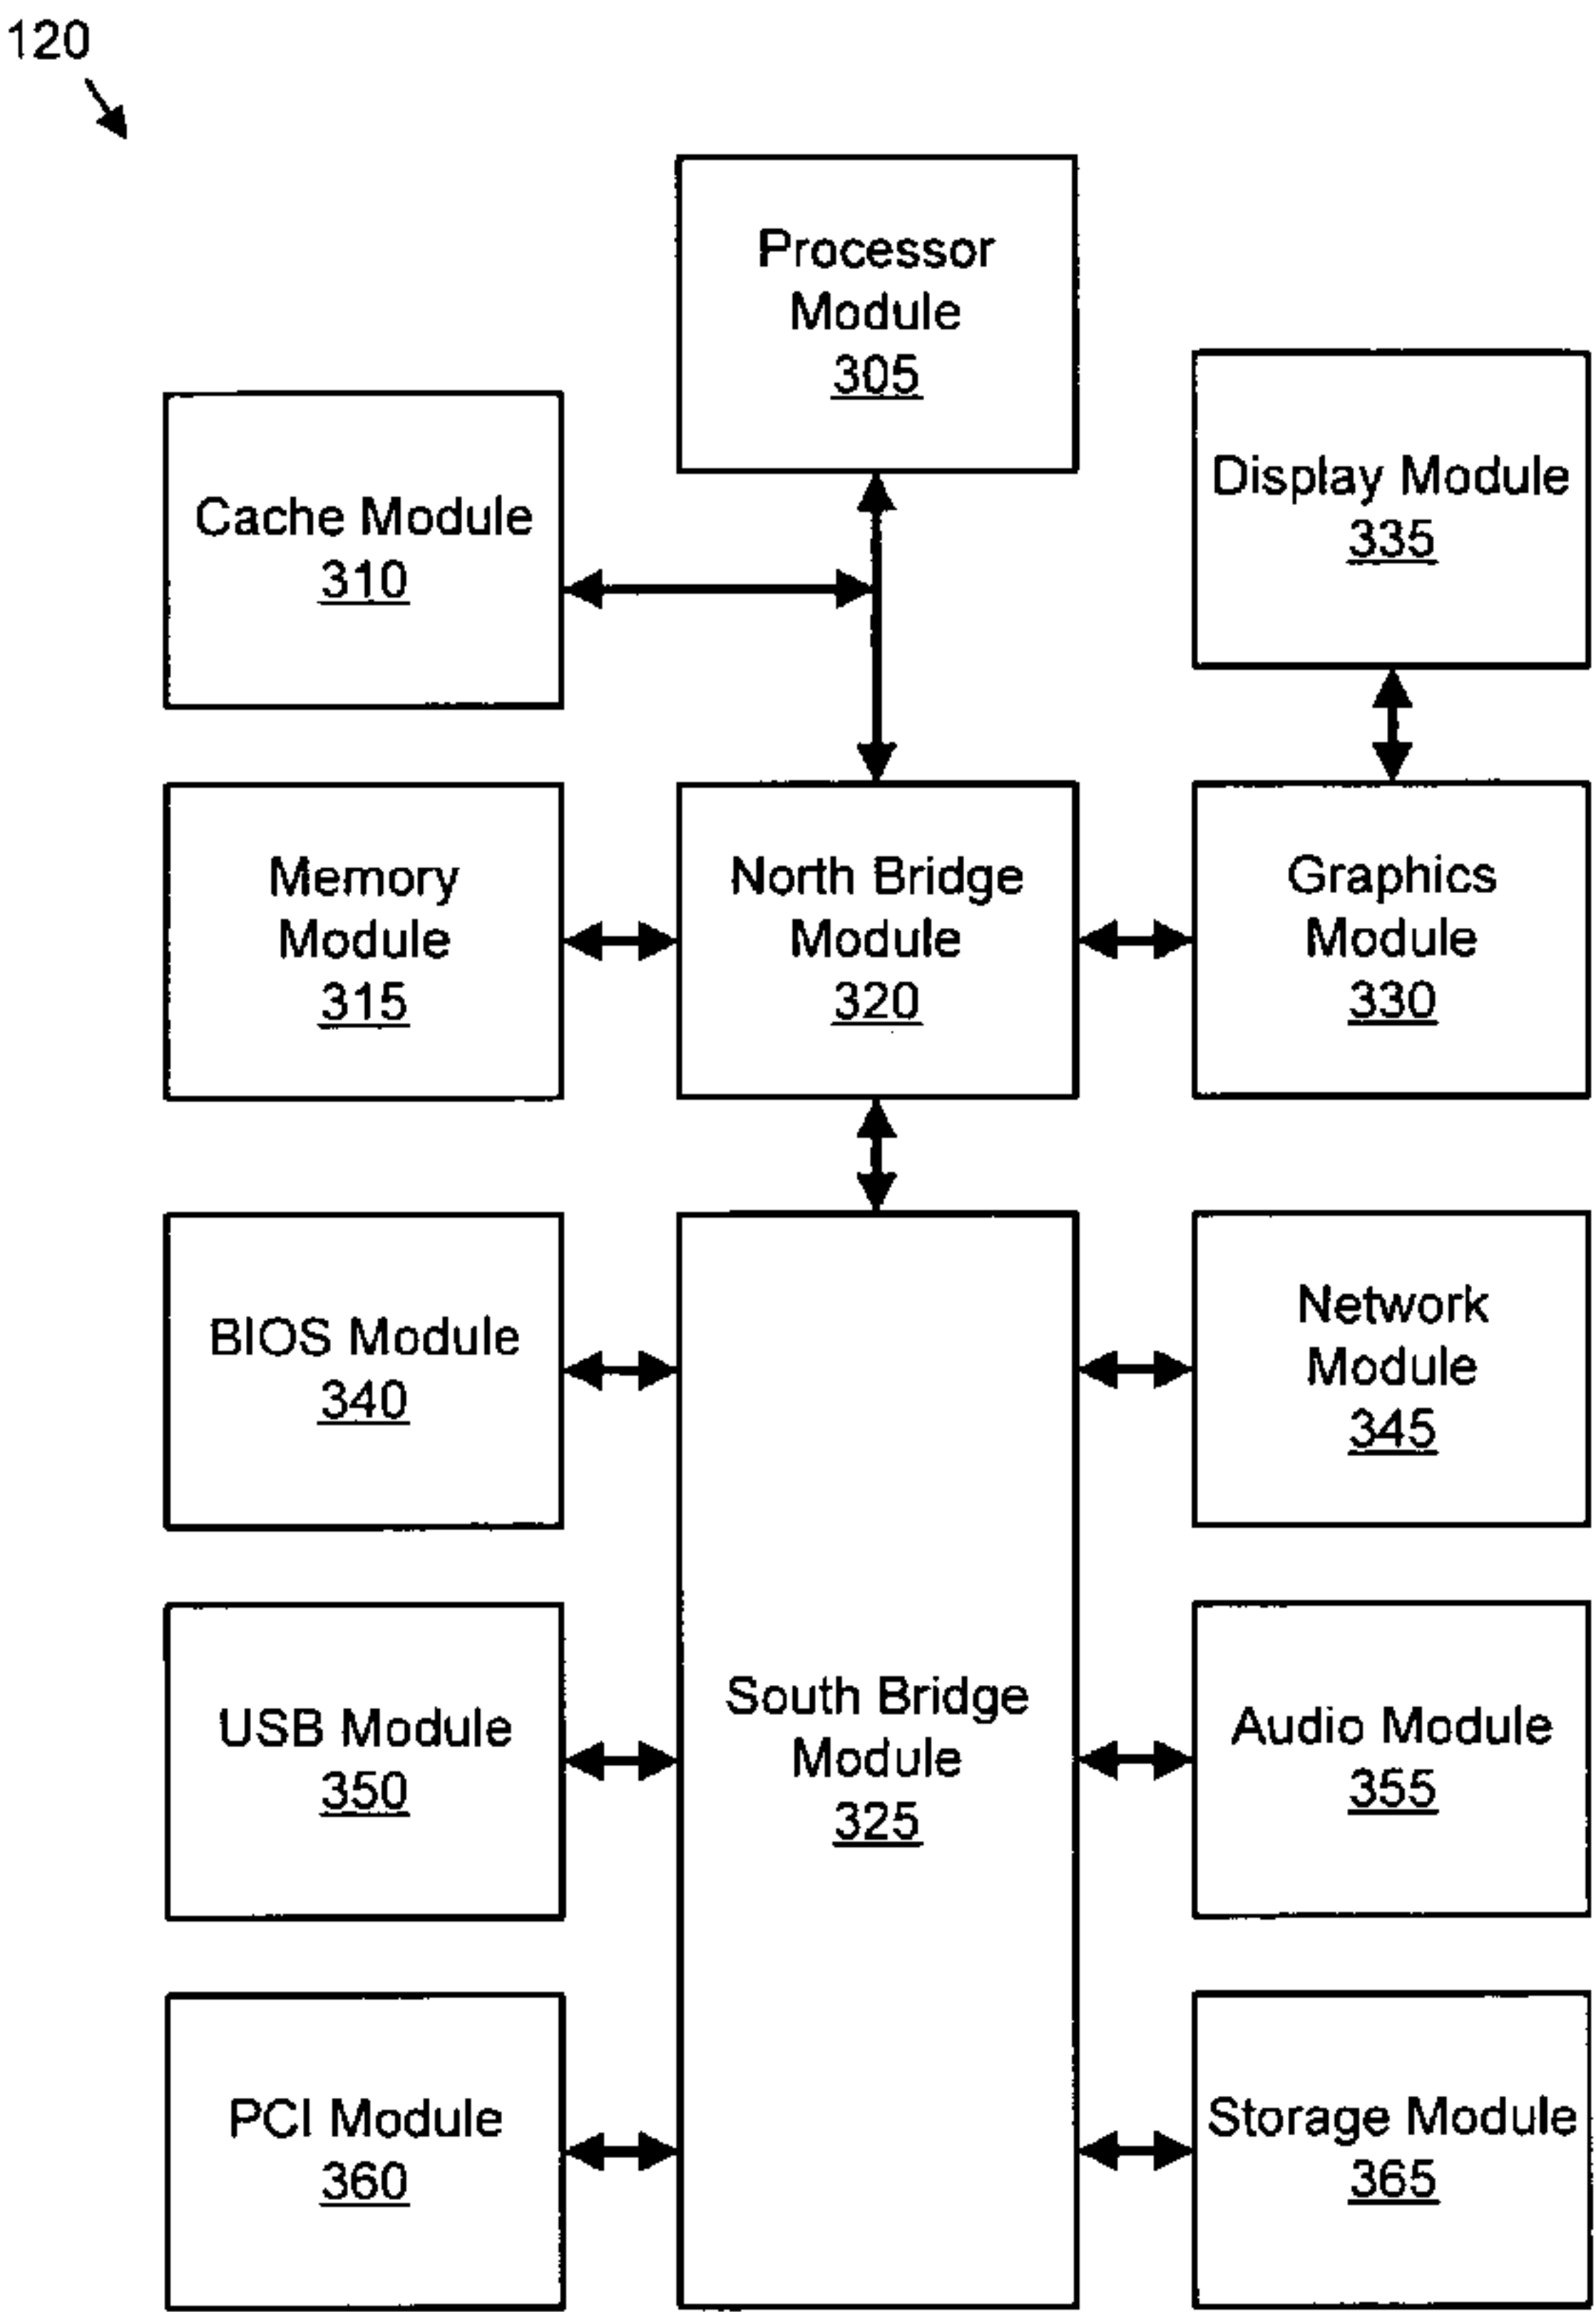 120
Processor
Module
305
Cache Module
310
Display Module
335
Memory
Module
315
North Bridge
Module
320
Graphics
Module
330
BIOS Module
340
Network
Module
345
USB Module
350
South Bridge
Module
325
Audio Module
355
PCI Module
360
Storage Module
365